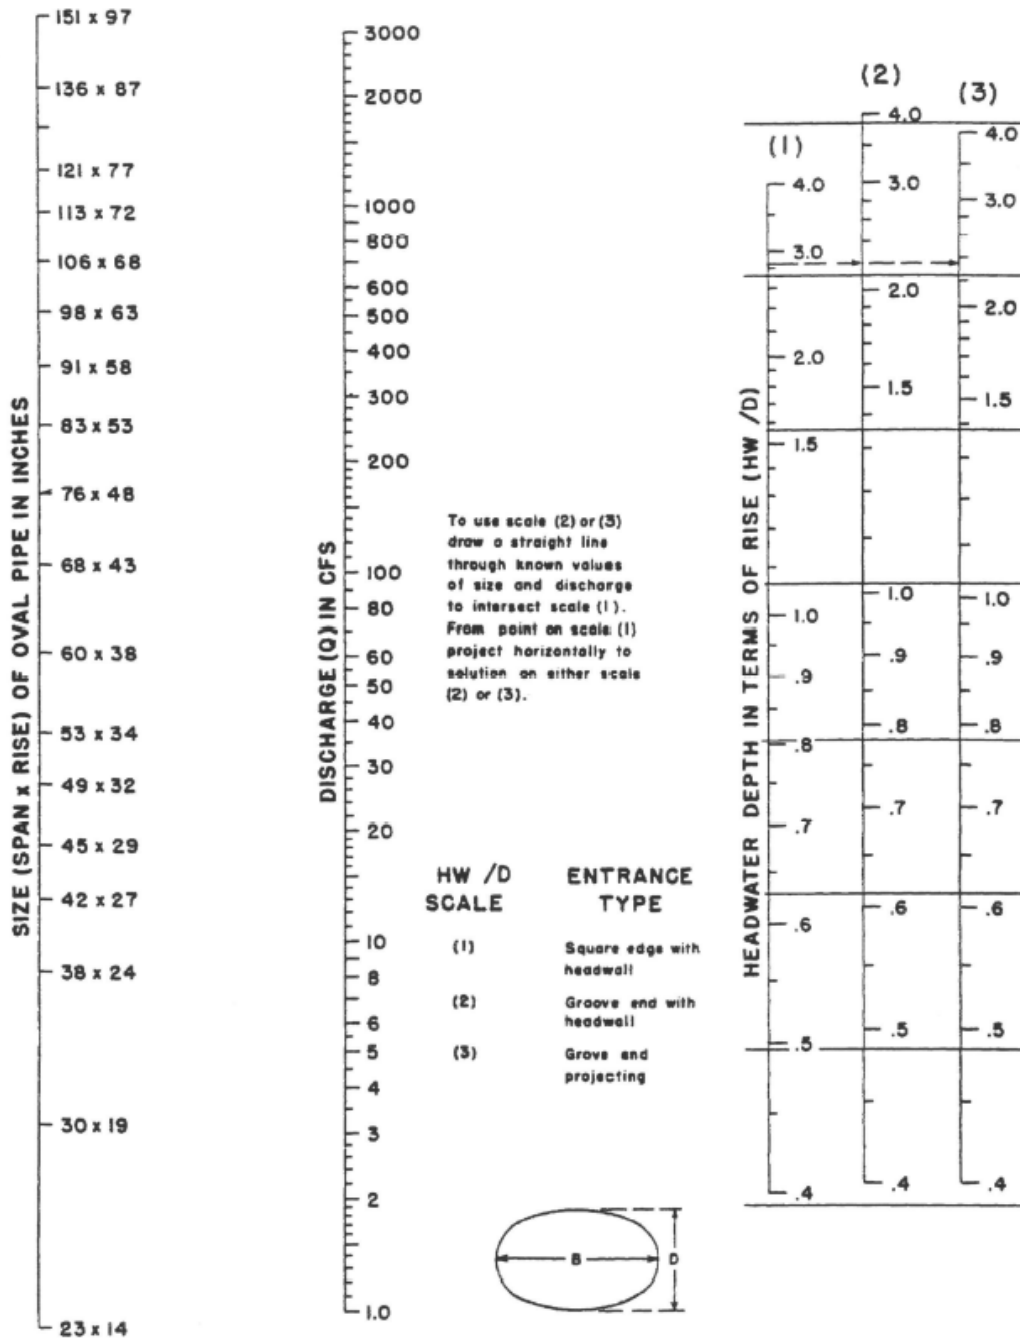 SIZE (SPAN x RISE) OF OVAL PIPE IN INCHES
151 x 97
136 x 87
121 x 77
113 x 72
106 x 68
98 x 63
91 x 58
83 x 53
76 x 48
68 x 43
60 x 38
53 x 34
49 x 32
45 x 29
42 x 27
38 x 24
30 x 19
23 x 14
DISCHARGE (Q) IN CFS
3000
2000
1000
800
600
500
400
300
200
100
80
60
50
40
30
20
10
8
6
5
4
3
2
1.0
To use scale (2) or (3)
draw a straight line
through known values
of size and discharge
to intersect scale (1).
From point on scale (1)
project horizontally to
solution on either scale
(2) or (3).
HW /D SCALE
ENTRANCE TYPE
(1) Square edge with
headwall
(2) Groove end with
headwall
(3) Grove end
projecting
B
D
HEADWATER DEPTH IN TERMS OF RISE (HW /D)
(1)
4.0
3.0
2.0
1.5
1.0
.9
.8
.7
.6
.5
.4
(2)
4.0
3.0
2.0
1.5
1.0
.9
.8
.7
.6
.5
.4
(3)
4.0
3.0
2.0
1.5
1.0
.9
.8
.7
.6
.5
.4